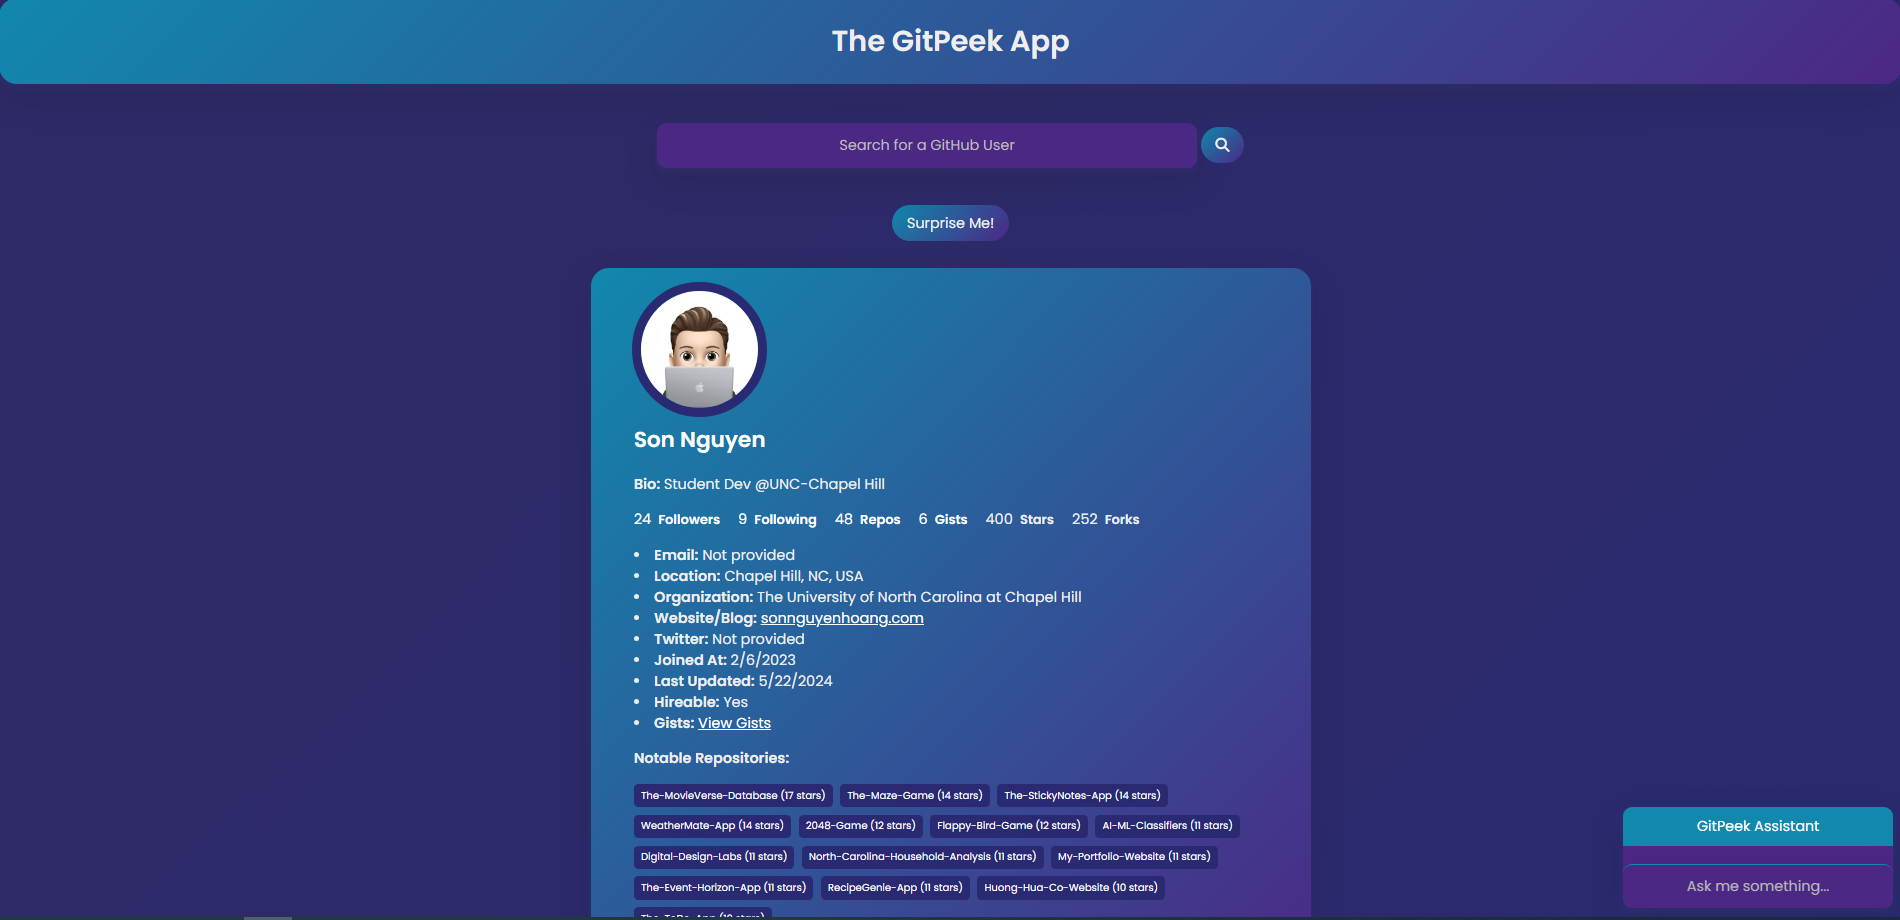 The GitPeek App
Search for a GitHub User
Surprise Me!
Son Nguyen
Bio: Student Dev @UNC-Chapel Hill
24 Followers 9 Following 48 Repos 6 Gists 400 Stars 252 Forks
Email: Not provided
Location: Chapel Hill, NC, USA
Organization: The University of North Carolina at Chapel Hill
Website/Blog: sonnguyenhoang.com
Twitter: Not provided
Joined At: 2/6/2023
Last Updated: 5/22/2024
Hireable: Yes
Gists: View Gists
Notable Repositories:
The-MovieVerse-Database (17 stars) The-Maze-Game (14 stars) The-StickyNotes-App (14 stars)
WeatherMate-App (14 stars) 2048-Game (12 stars) Flappy-Bird-Game (12 stars) AI-ML-Classifiers (11 stars)
Digital-Design-Labs (11 stars) North-Carolina-Household-Analysis (11 stars) My-Portfolio-Website (11 stars)
The-Event-Horizon-App (11 stars) RecipeGenie-App (11 stars) Huong-Hua-Co-Website (10 stars)
The-ToDo-App (10 stars)
GitPeek Assistant
Ask me something...